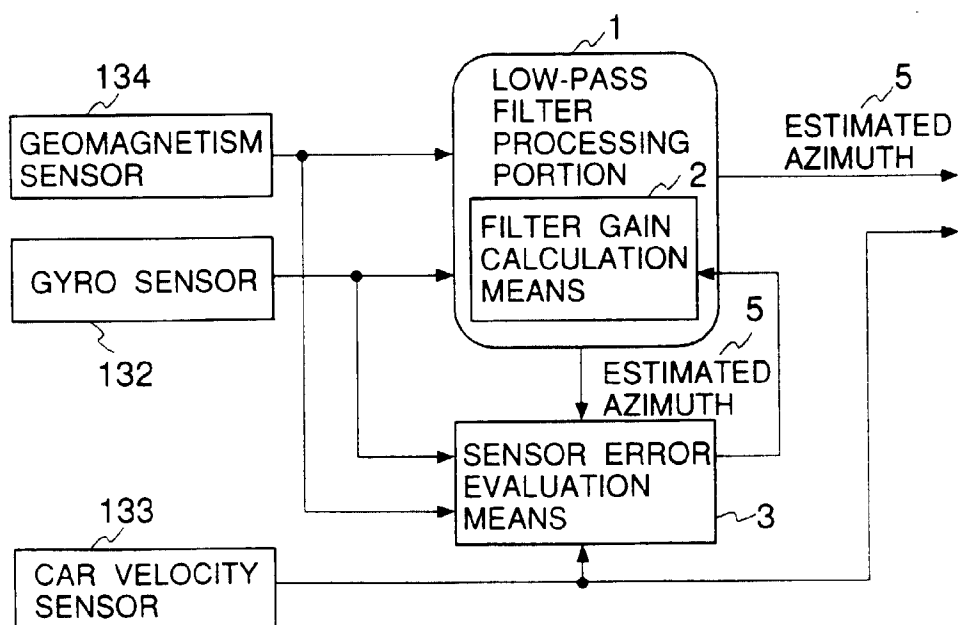 1
134
LOW-PASS
FILTER
PROCESSING
PORTION
5
ESTIMATED
AZIMUTH
GEOMAGNETISM
SENSOR
2
FILTER GAIN
CALCULATION
MEANS
GYRO SENSOR
132
5
ESTIMATED
AZIMUTH
SENSOR ERROR
EVALUATION
MEANS
3
133
CAR VELOCITY
SENSOR